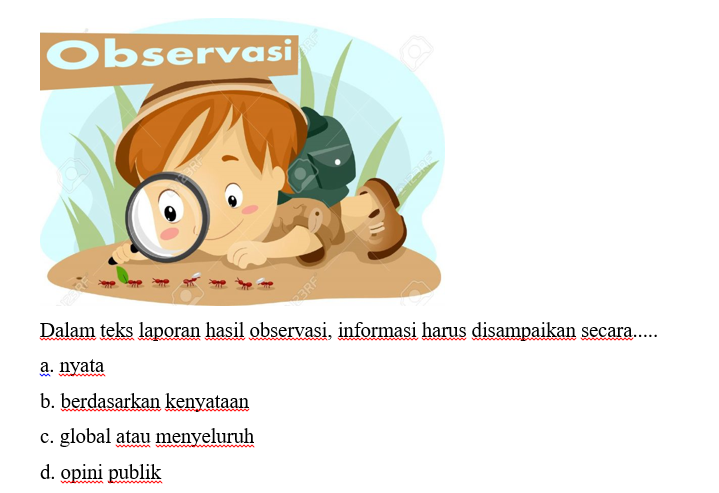 Observasi
Dalam teks laporan hasil observasi, informasi harus disampaikan secara.....
a. nyata
b. berdasarkan kenyataan
c. global atau menyeluruh
d. opini publik